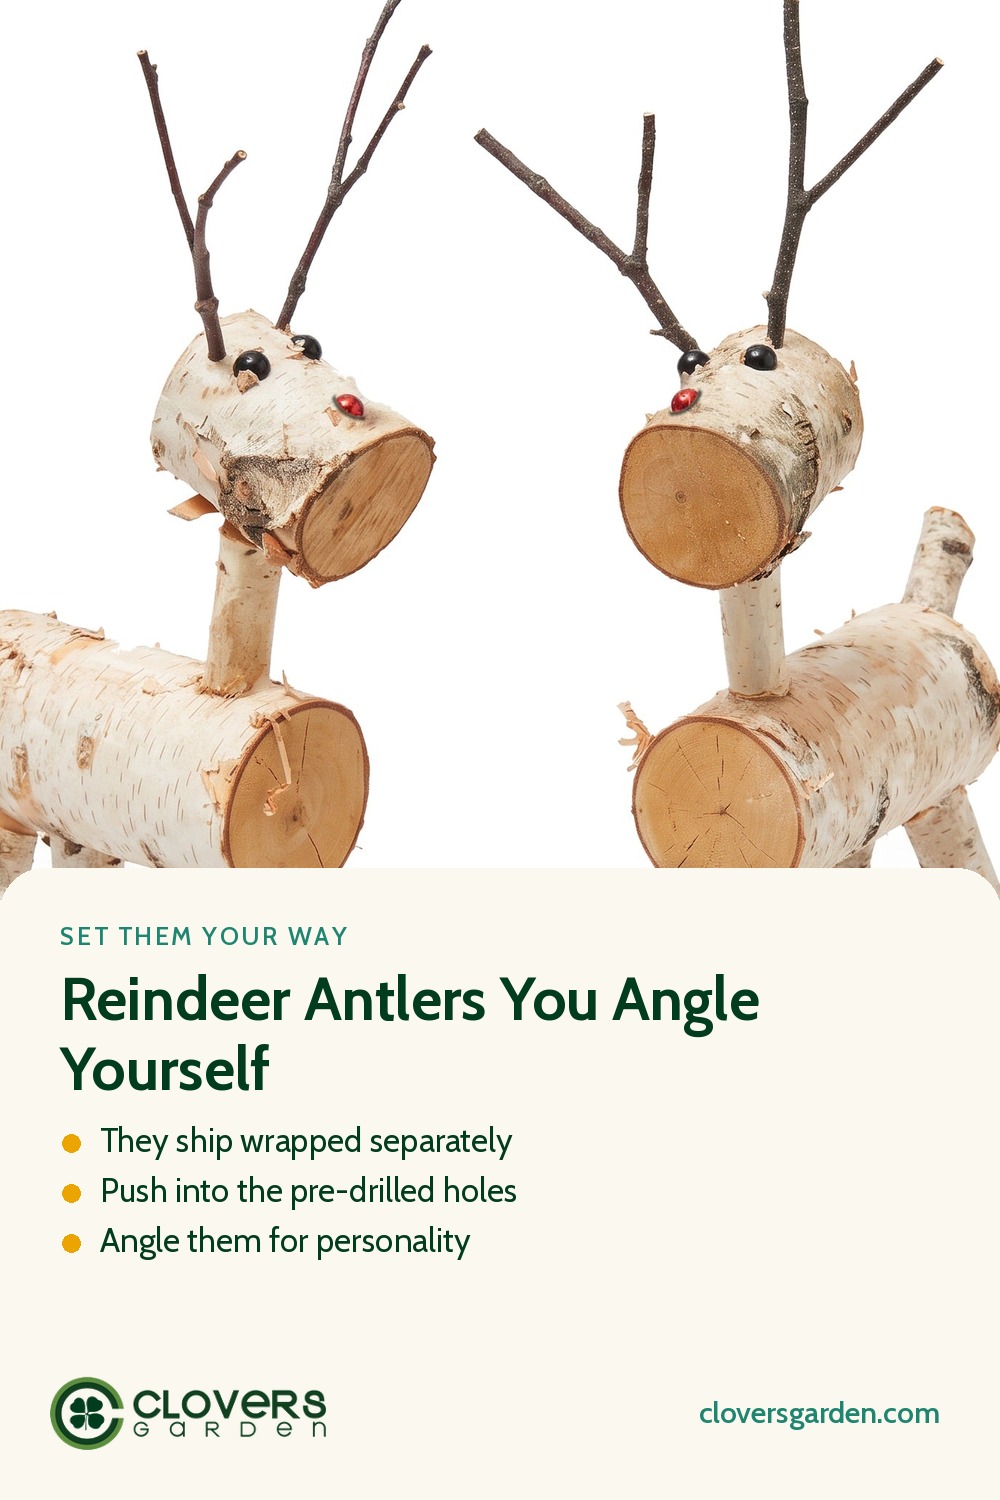 SET THEM YOUR WAY
Reindeer Antlers You Angle
Yourself
They ship wrapped separately
Push into the pre-drilled holes
Angle them for personality
CLOVERS
GARDEN
cloversgarden.com